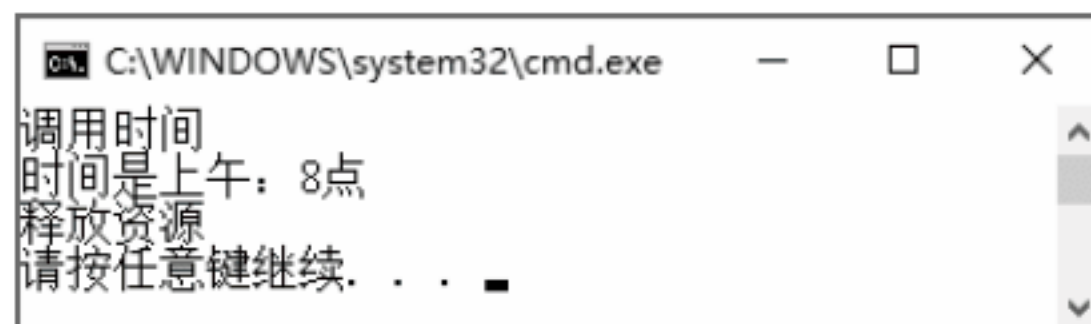 C:\WINDOWS\system32\cmd.exe
调用时间
时间是上午：8点
释放资源
请按任意键继续. . .